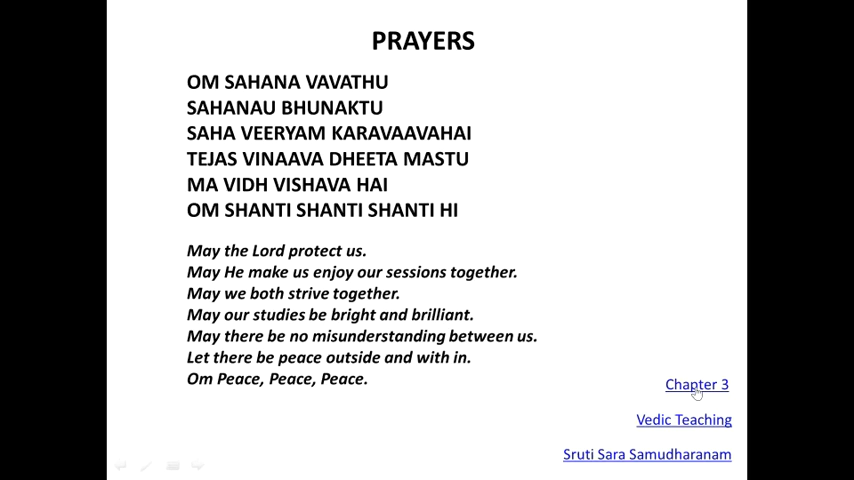 PRAYERS
OM SAHANA VAVATHU
SAHANAU BHUNAKTU
SAHA VEERYAM KARAVAAVAHAI
TEJAS VINAAVA DHEETA MASTU
MA VIDH VISHAVA HAI
OM SHANTI SHANTI SHANTI HI
May the Lord protect us.
May He make us enjoy our sessions together.
May we both strive together.
May our studies be bright and brilliant.
May there be no misunderstanding between us.
Let there be peace outside and with in.
Om Peace, Peace, Peace.
Chapter 3
Vedic Teaching
Sruti Sara Samudharanam